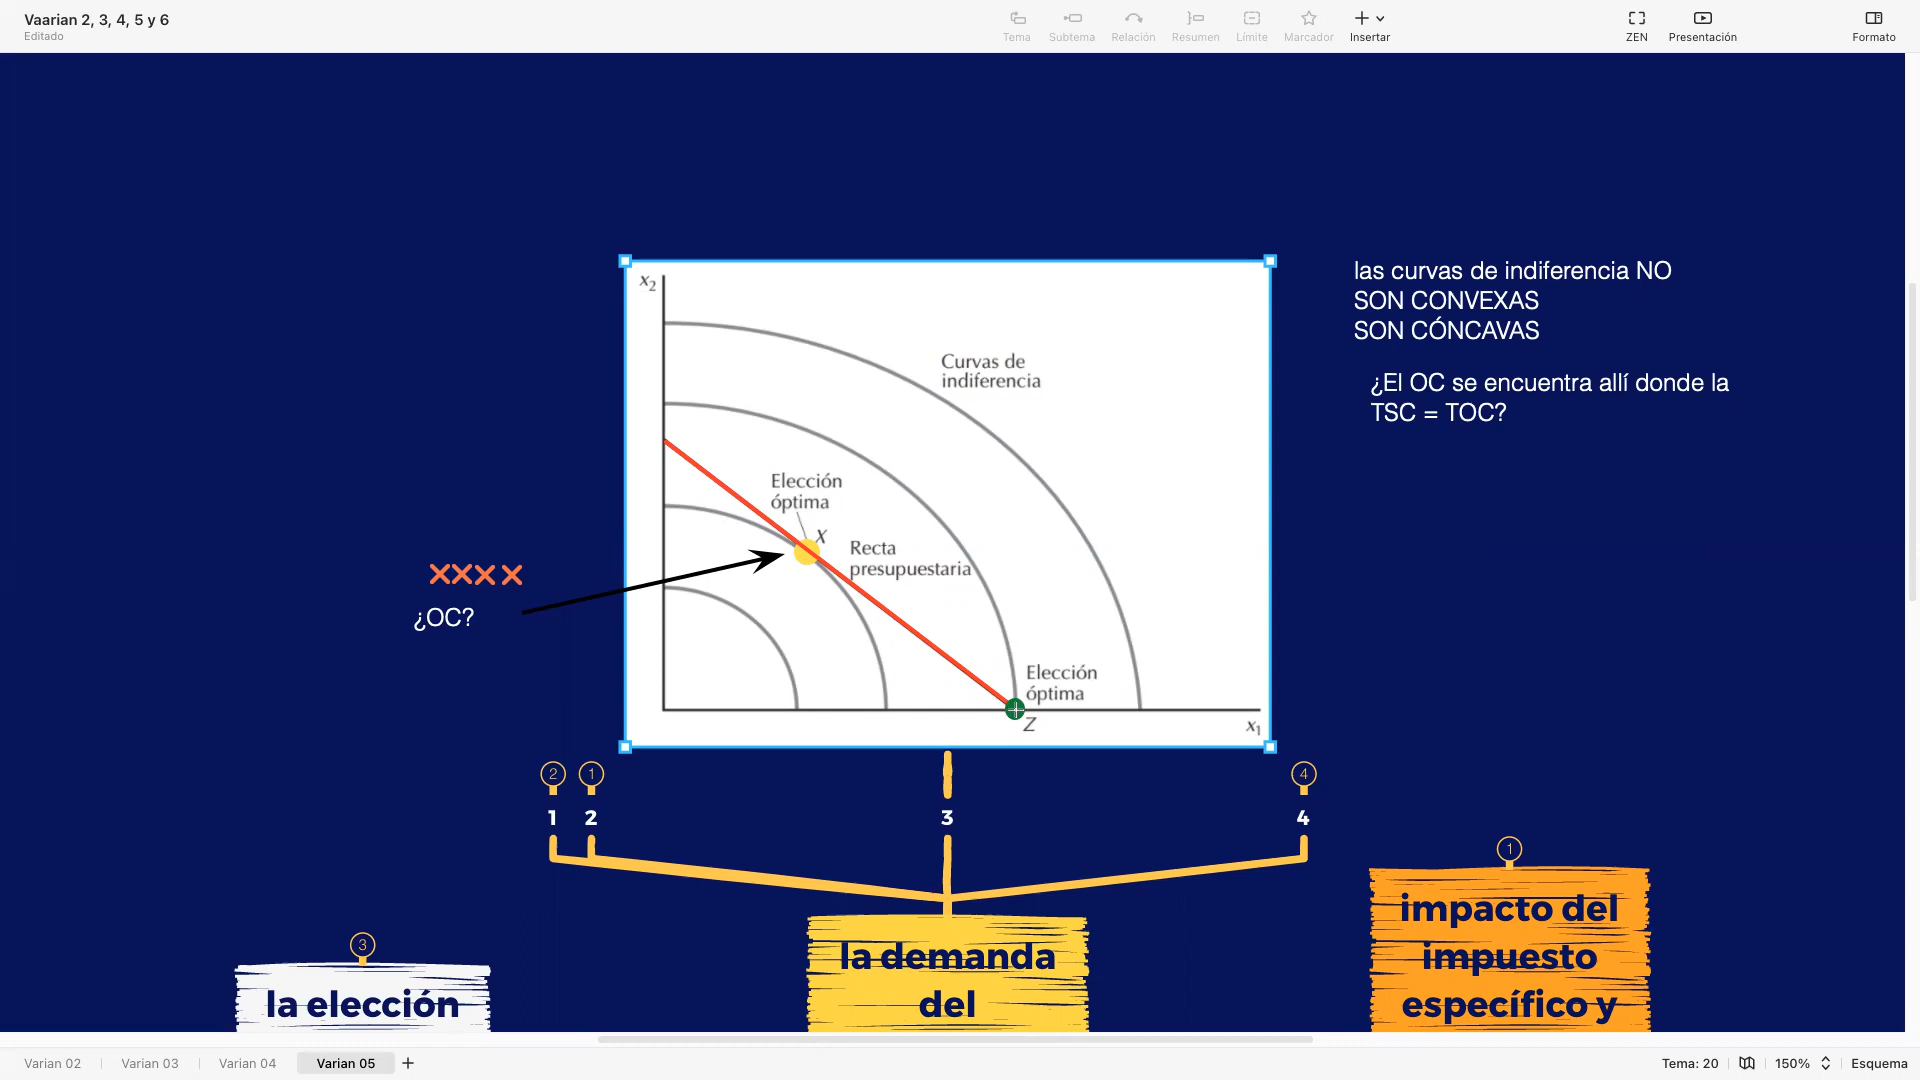 Vaarian 2, 3, 4, 5 y 6
Editado
Tema
Subtema
Relación
Resumen
Límite
Marcador
Insertar
ZEN
Presentación
Formato
x2
Curvas de
indiferencia
Elección
óptima
X
Recta
presupuestaria
Elección
óptima
Z
x1
las curvas de indiferencia NO
SON CONVEXAS
SON CÓNCAVAS
¿El OC se encuentra allí donde la
TSC = TOC?
¿OC?
2
1
4
1
2
3
4
1
3
la elección
la demanda
del
impacto del
impuesto
específico y
Varian 02
Varian 03
Varian 04
Varian 05
Tema: 20
150%
Esquema